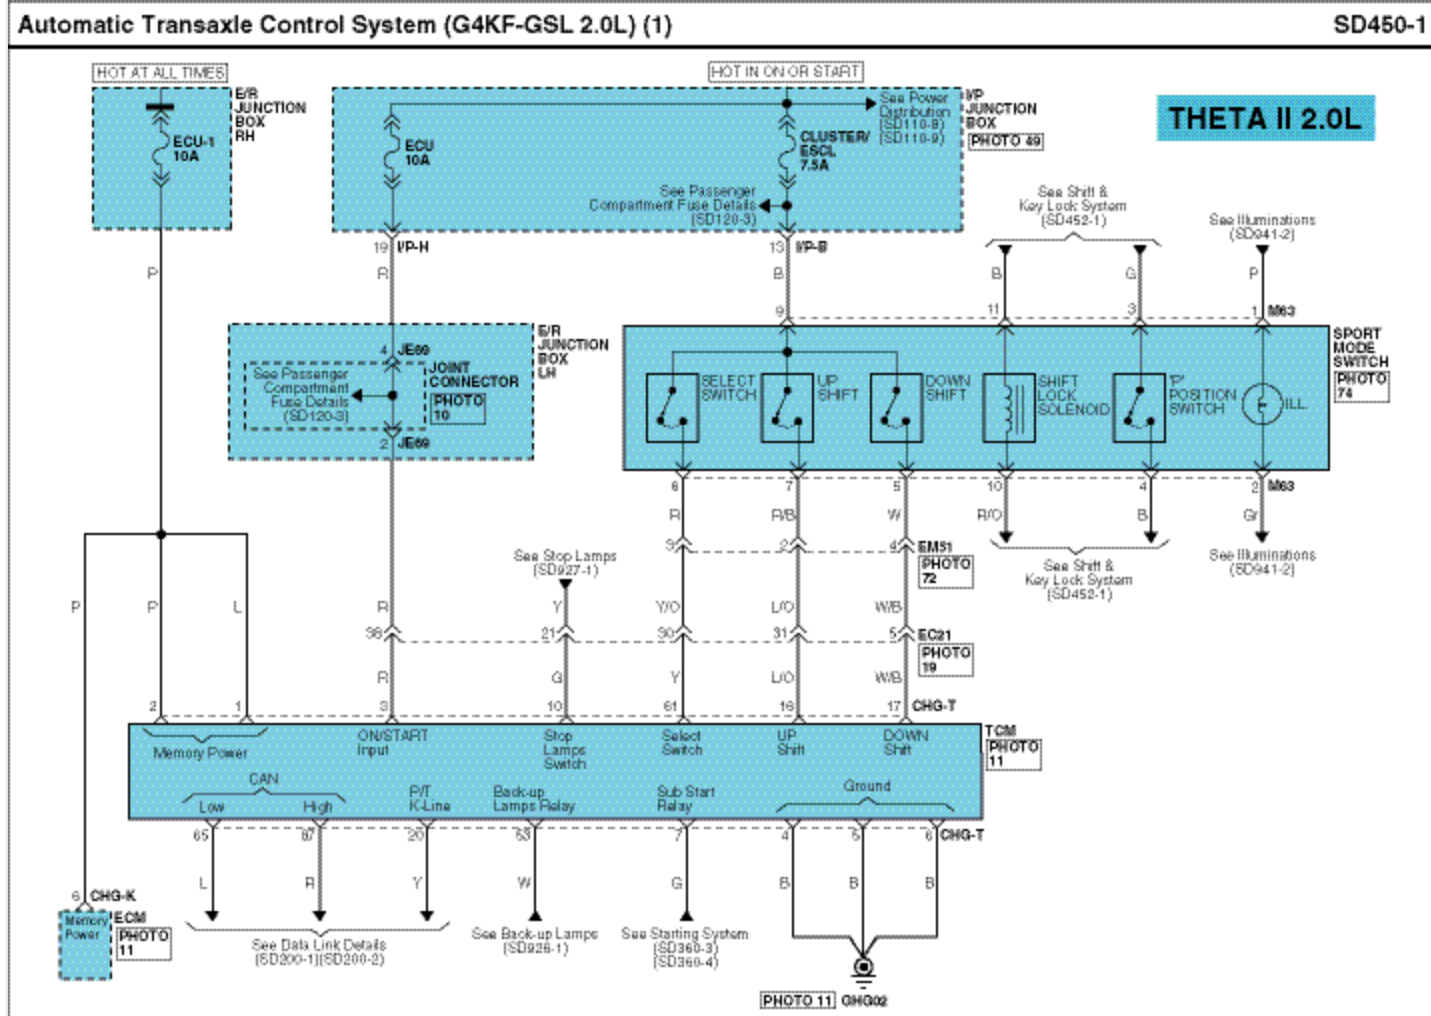 Automatic Transaxle Control System (G4KF-GSL 2.0L) (1)
SD450-1
HOT AT ALL TIMES
HOT IN ON OR START
E/R
JUNCTION
BOX
RH
ECU-1
10A
ECU
10A
See Power
Distribution
(SD110-8)
(SD110-9)
I/P
JUNCTION
BOX
PHOTO 49
THETA II 2.0L
CLUSTER/
ESCL
7.5A
See Passenger
Compartment Fuse Details
(SD120-3)
See Shift &
Key Lock System
(SD452-1)
See Illuminations
(SD941-2)
19
I/P-H
13
I/P-B
P
R
B
B
G
P
9
11
3
1
M63
E/R
JUNCTION
BOX
LH
4
JE69
See Passenger
Compartment
Fuse Details
(SD120-3)
JOINT
CONNECTOR
PHOTO
10
2
JE69
SPORT
MODE
SWITCH
PHOTO
74
SELECT
SWITCH
UP
SHIFT
DOWN
SHIFT
SHIFT
LOCK
SOLENOID
'P'
POSITION
SWITCH
ILL.
6
7
5
10
4
2
M63
R
R/B
W
R/O
B
Gr
3
2
4
EM51
PHOTO
72
See Stop Lamps
(SD927-1)
See Shift &
Key Lock System
(SD452-1)
See Illuminations
(SD941-2)
P
P
L
R
Y
Y/O
L/O
W/B
38
21
30
31
5
EC21
PHOTO
19
R
G
Y
L/O
W/B
2
1
3
10
61
16
17
CHG-T
Memory Power
ON/START
Input
Stop
Lamps
Switch
Select
Switch
UP
Shift
DOWN
Shift
TCM
PHOTO
11
CAN
Low
High
P/T
K-Line
Back-up
Lamps Relay
Sub Start
Relay
Ground
65
87
20
53
7
4
5
6
CHG-T
L
R
Y
W
G
B
B
B
6
CHG-K
Memory
Power
ECM
PHOTO
11
See Data Link Details
(SD200-1)(SD200-2)
See Back-up Lamps
(SD926-1)
See Starting System
(SD360-3)
(SD360-4)
PHOTO 11
GHG02